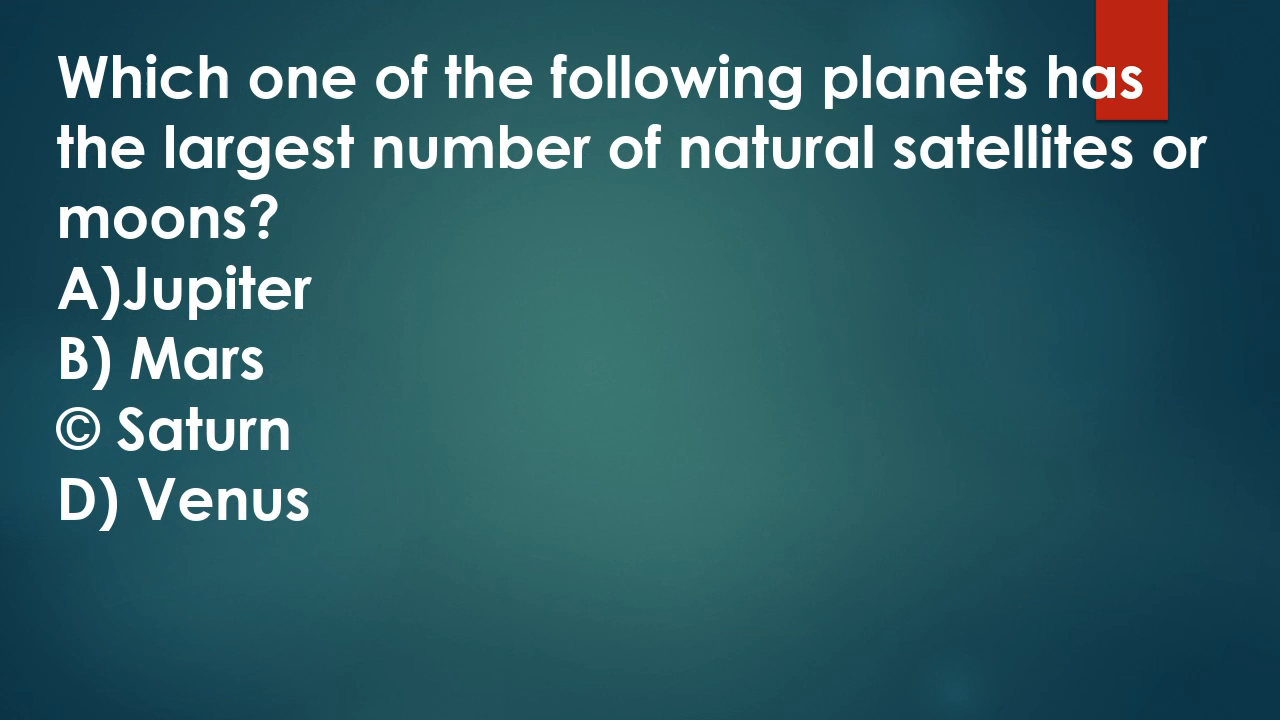 Which one of the following planets has
the largest number of natural satellites or
moons?
A)Jupiter
B) Mars
© Saturn
D) Venus